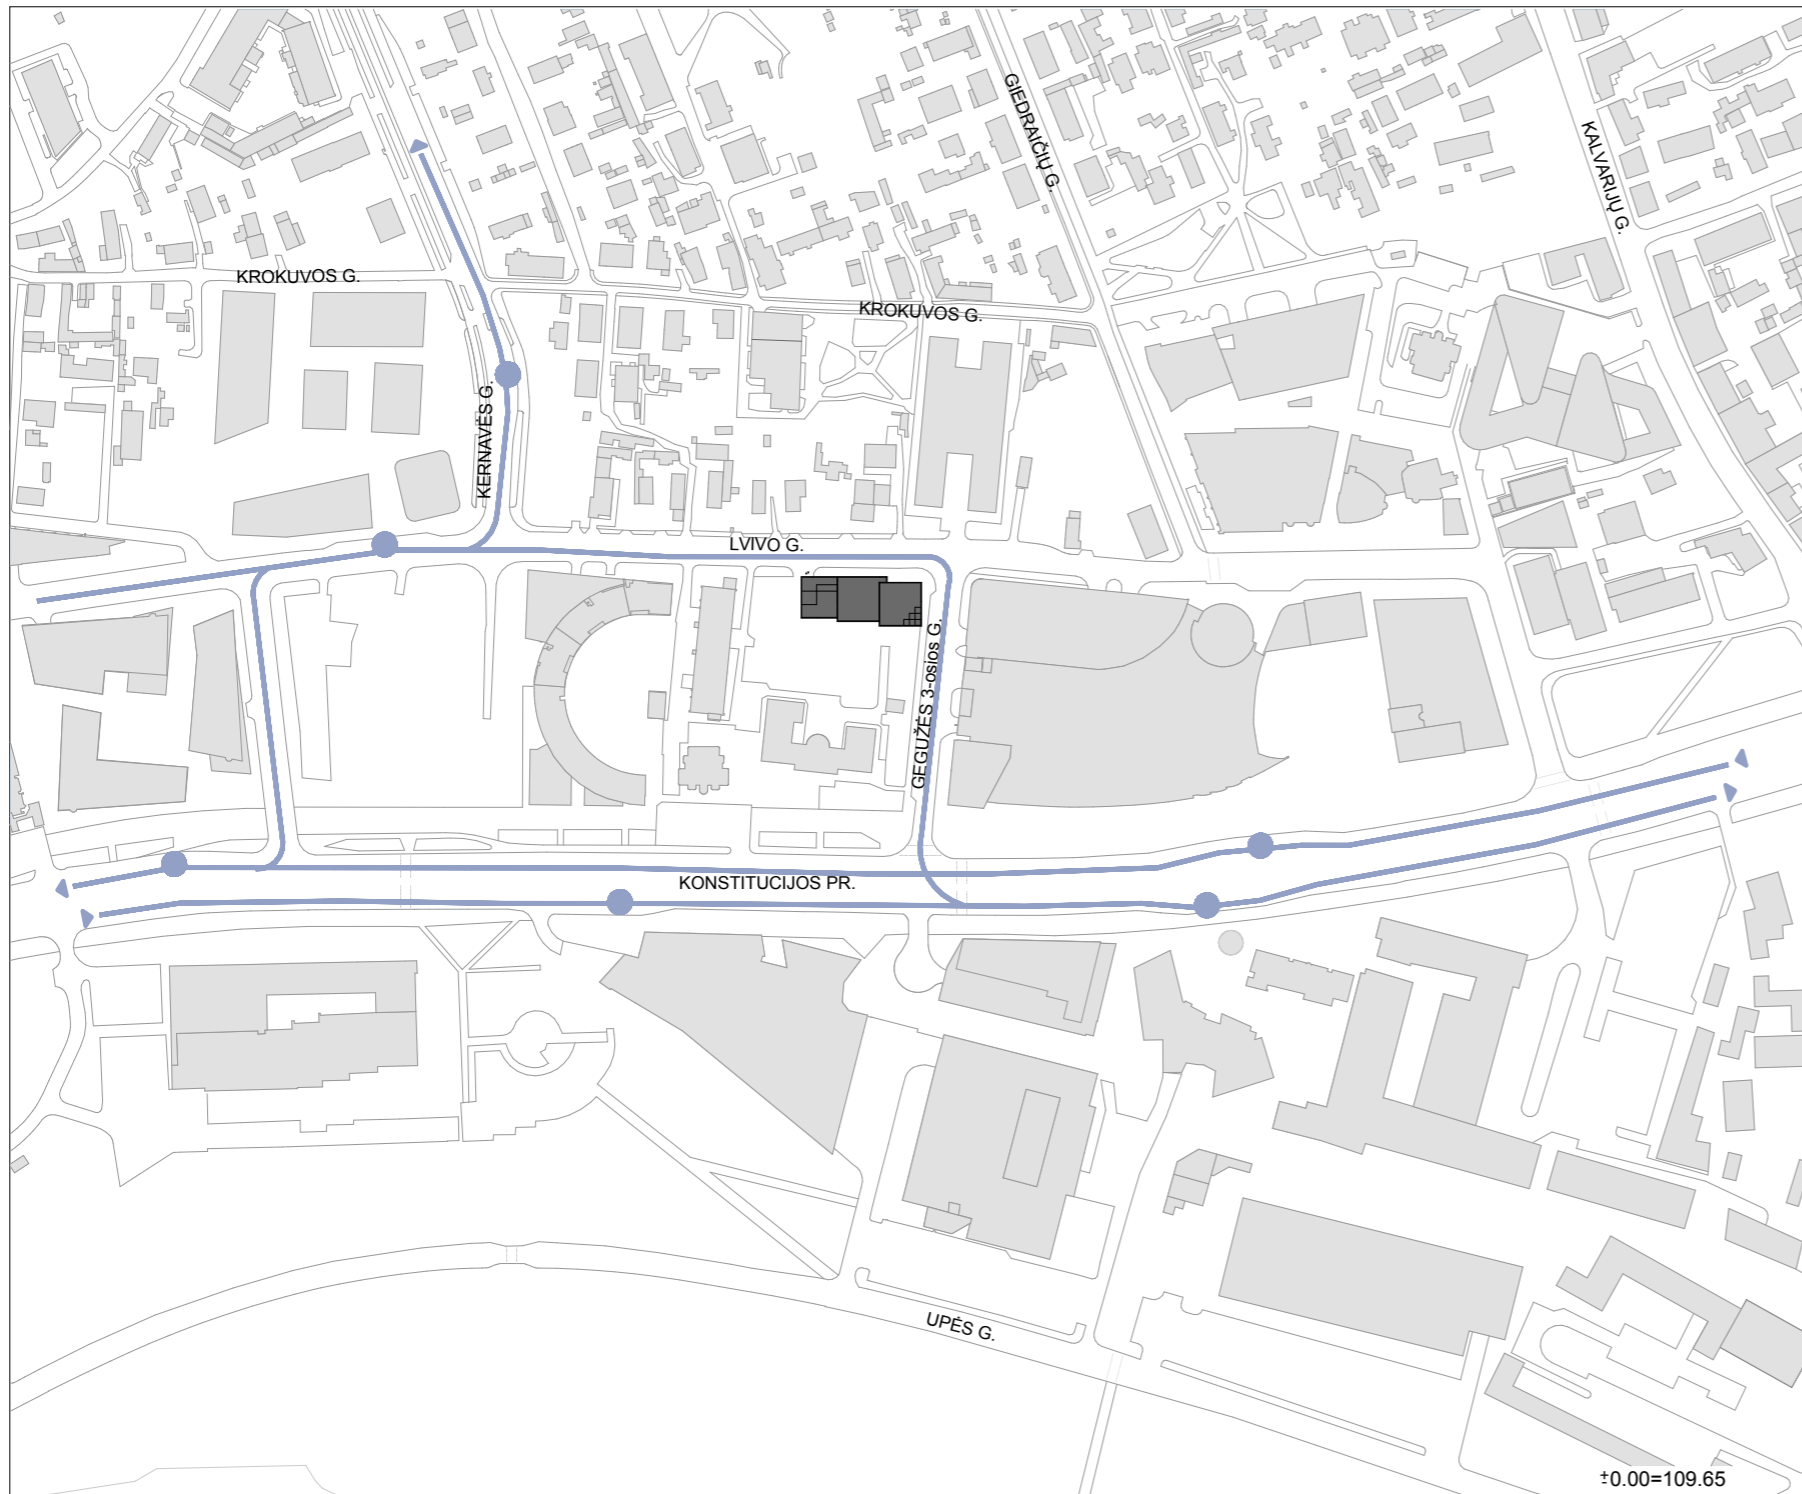 GIEDRAIČIŲ G.
KALVARIJŲ G.
KROKUVOS G.
KROKUVOS G.
KERNAVĖS G.
LVIVO G.
GEGUŽĖS 3-osios G.
KONSTITUCIJOS PR.
UPĖS G.
±0.00=109.65